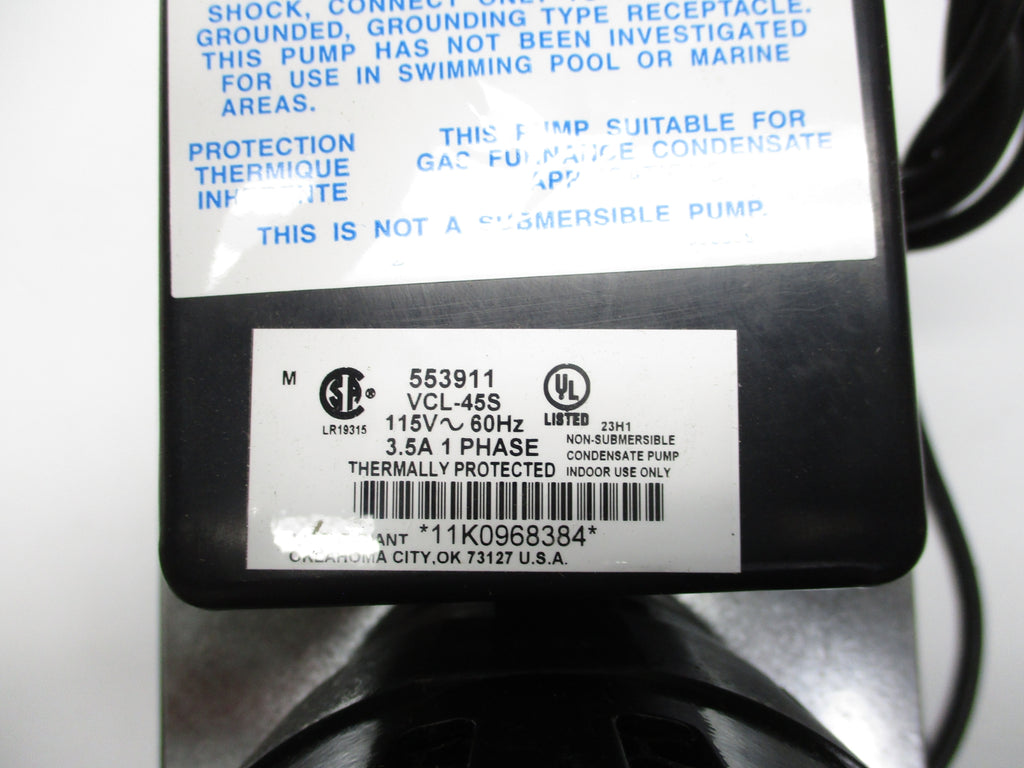 SHOCK, CONNECT ONLY TO
GROUNDED, GROUNDING TYPE RECEPTACLE.
THIS PUMP HAS NOT BEEN INVESTIGATED
FOR USE IN SWIMMING POOL OR MARINE
AREAS.
PROTECTION
THERMIQUE
THIS PUMP SUITABLE FOR
GAS FURNANCE CONDENSATE
THIS IS NOT A SUBMERSIBLE PUMP.
M
SA®
LR19315
553911
VCL-45S
115V~ 60Hz
3.5A 1 PHASE
THERMALLY PROTECTED
UL
LISTED
23H1
NON-SUBMERSIBLE
CONDENSATE PUMP
INDOOR USE ONLY
*11K0968384*
OKLAHOMA CITY,OK 73127 U.S.A.